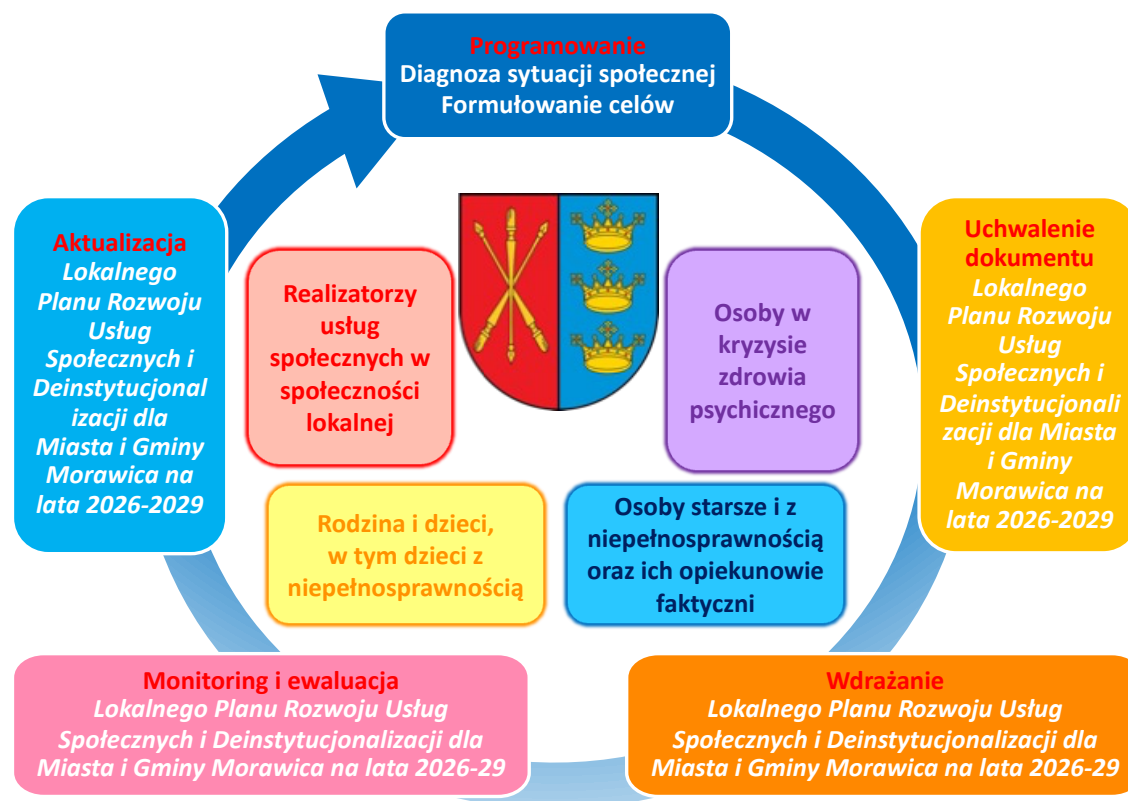 Programowanie
Diagnoza sytuacji społecznej
Formułowanie celów
Aktualizacja
Lokalnego
Planu Rozwoju
Usług
Społecznych i
Deinstytucjonal
izacji dla
Miasta i Gminy
Morawica na
lata 2026-2029
Realizatorzy
usług
społecznych w
społeczności
lokalnej
Osoby w
kryzysie
zdrowia
psychicznego
Uchwalenie
dokumentu
Lokalnego
Planu Rozwoju
Usług
Społecznych i
Deinstytucjonali
zacji dla Miasta
i Gminy
Morawica na
lata 2026-2029
Rodzina i dzieci,
w tym dzieci z
niepełnosprawnością
Osoby starsze i z
niepełnosprawnością
oraz ich opiekunowie
faktyczni
Monitoring i ewaluacja
Lokalnego Planu Rozwoju Usług
Społecznych i Deinstytucjonalizacji dla
Miasta i Gminy Morawica na lata 2026-29
Wdrażanie
Lokalnego Planu Rozwoju Usług
Społecznych i Deinstytucjonalizacji dla
Miasta i Gminy Morawica na lata 2026-29